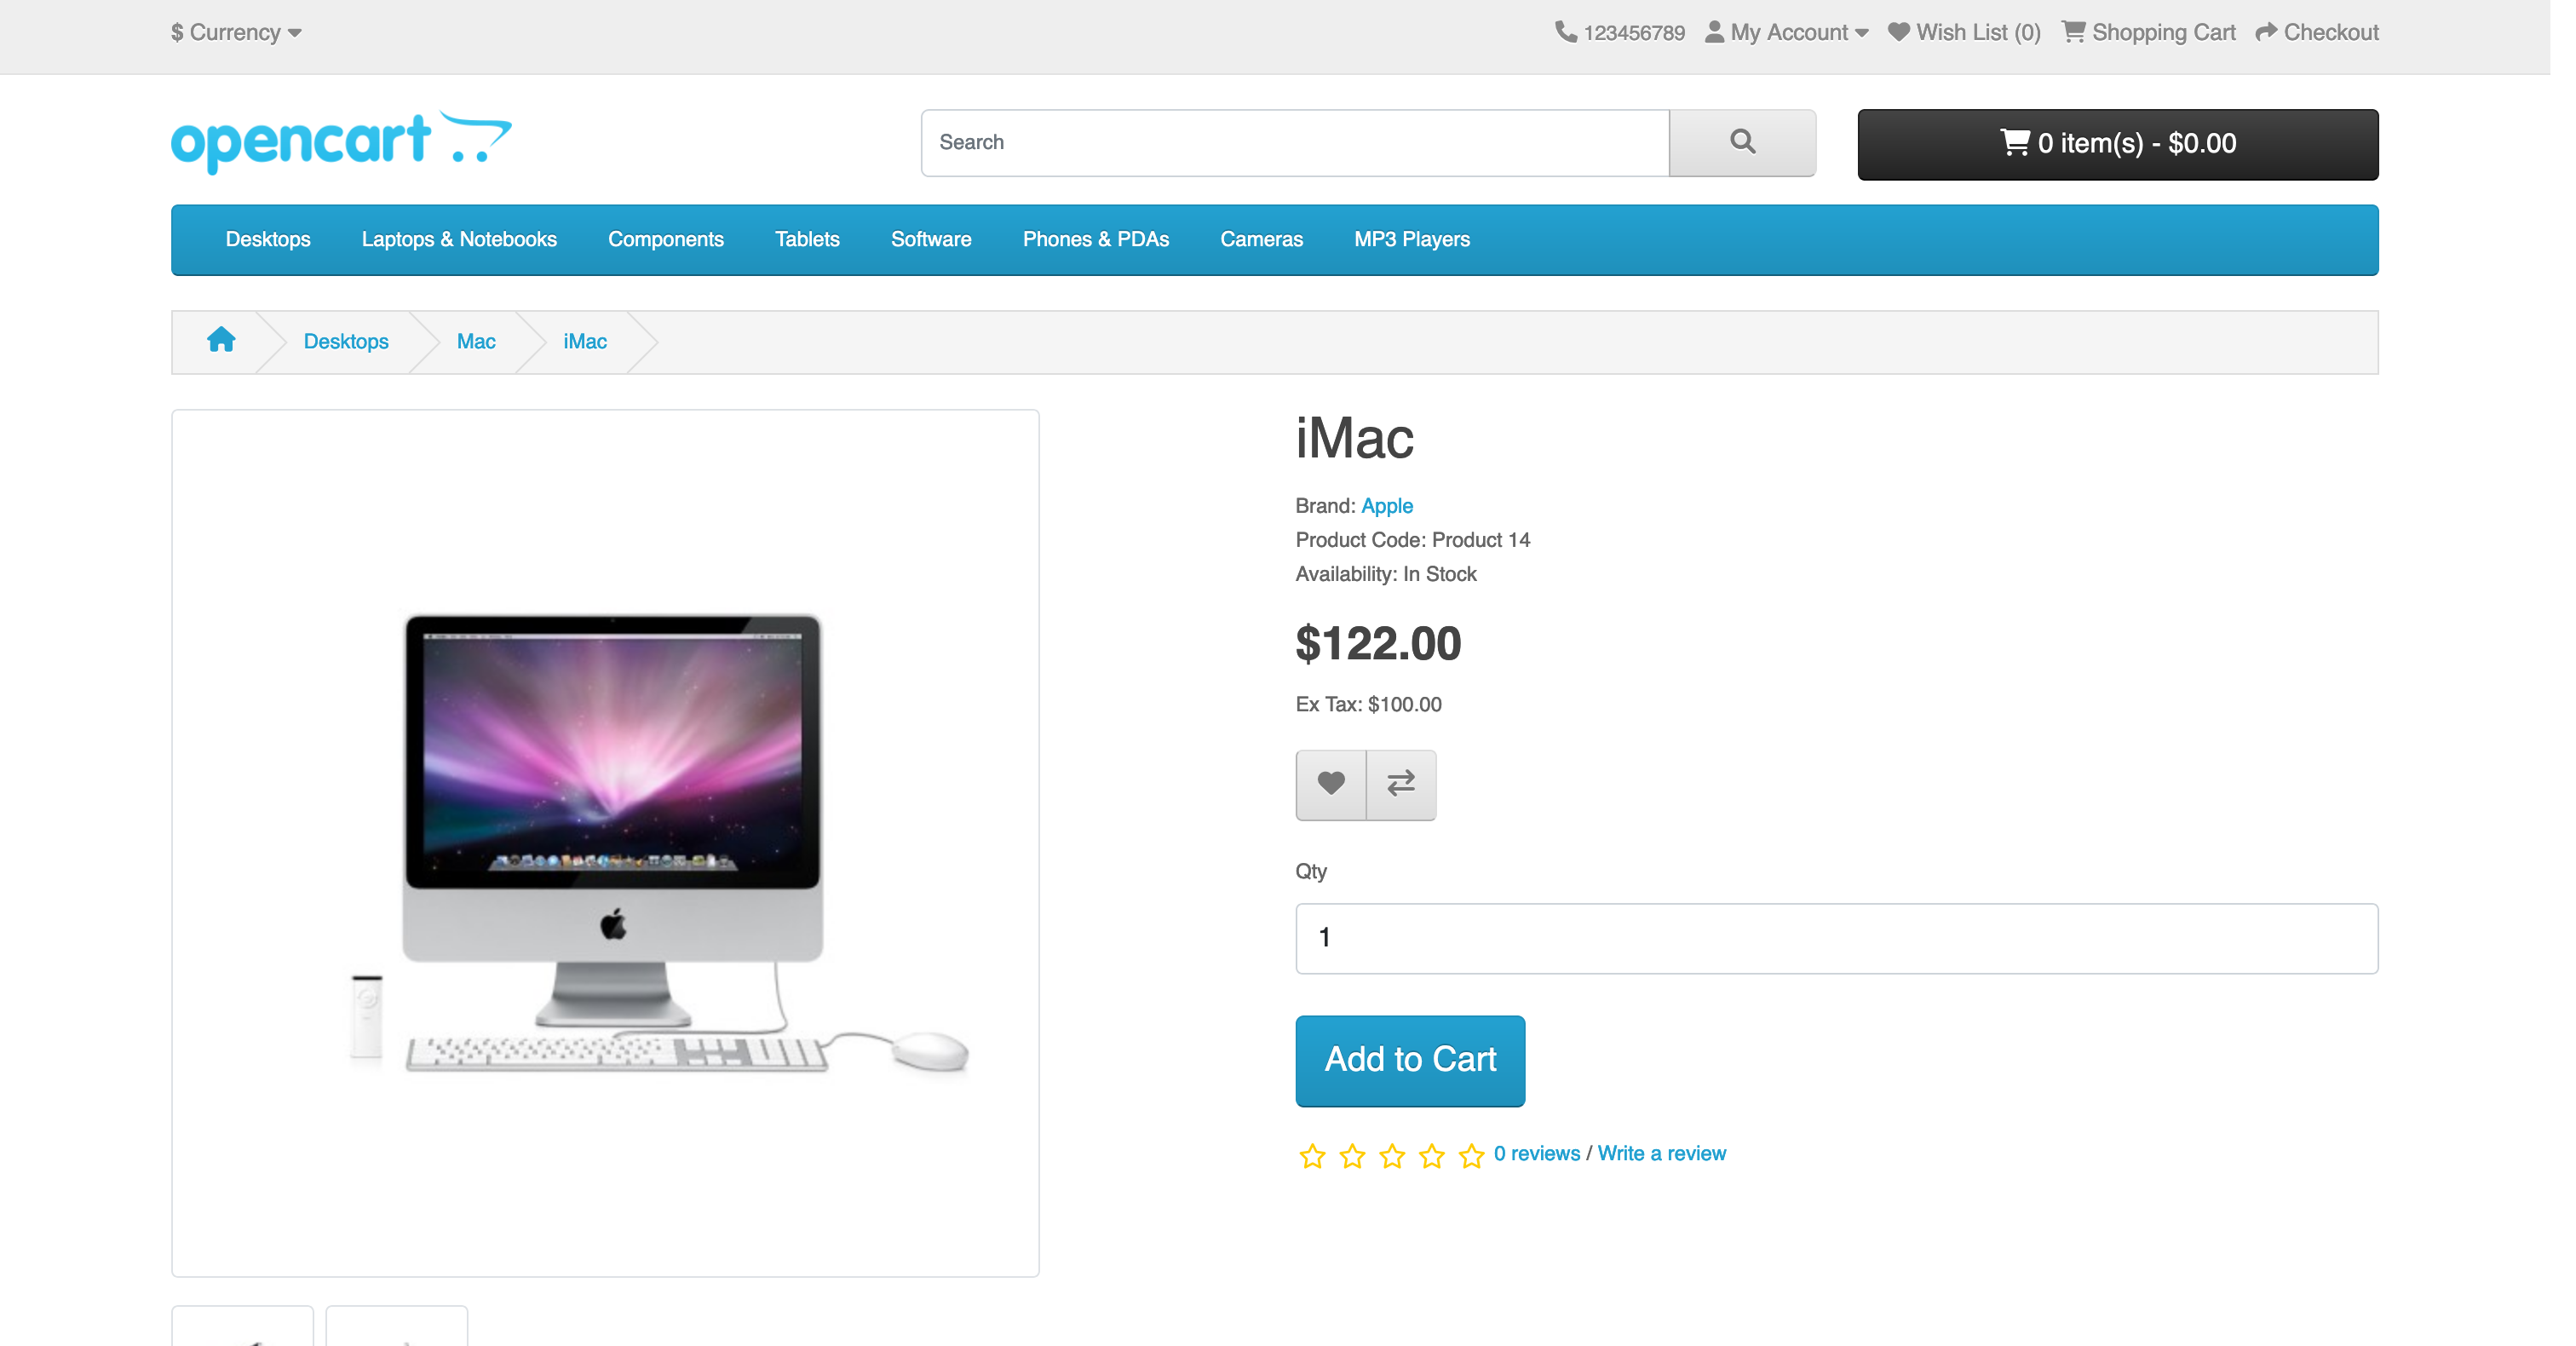 $ Currency
123456789 My Account Wish List (0) Shopping Cart Checkout
opencart
Search
0 item(s) - $0.00
Desktops Laptops & Notebooks Components Tablets Software Phones & PDAs Cameras MP3 Players
Desktops Mac iMac
iMac
Brand: Apple
Product Code: Product 14
Availability: In Stock
$122.00
Ex Tax: $100.00
Qty
1
Add to Cart
0 reviews / Write a review